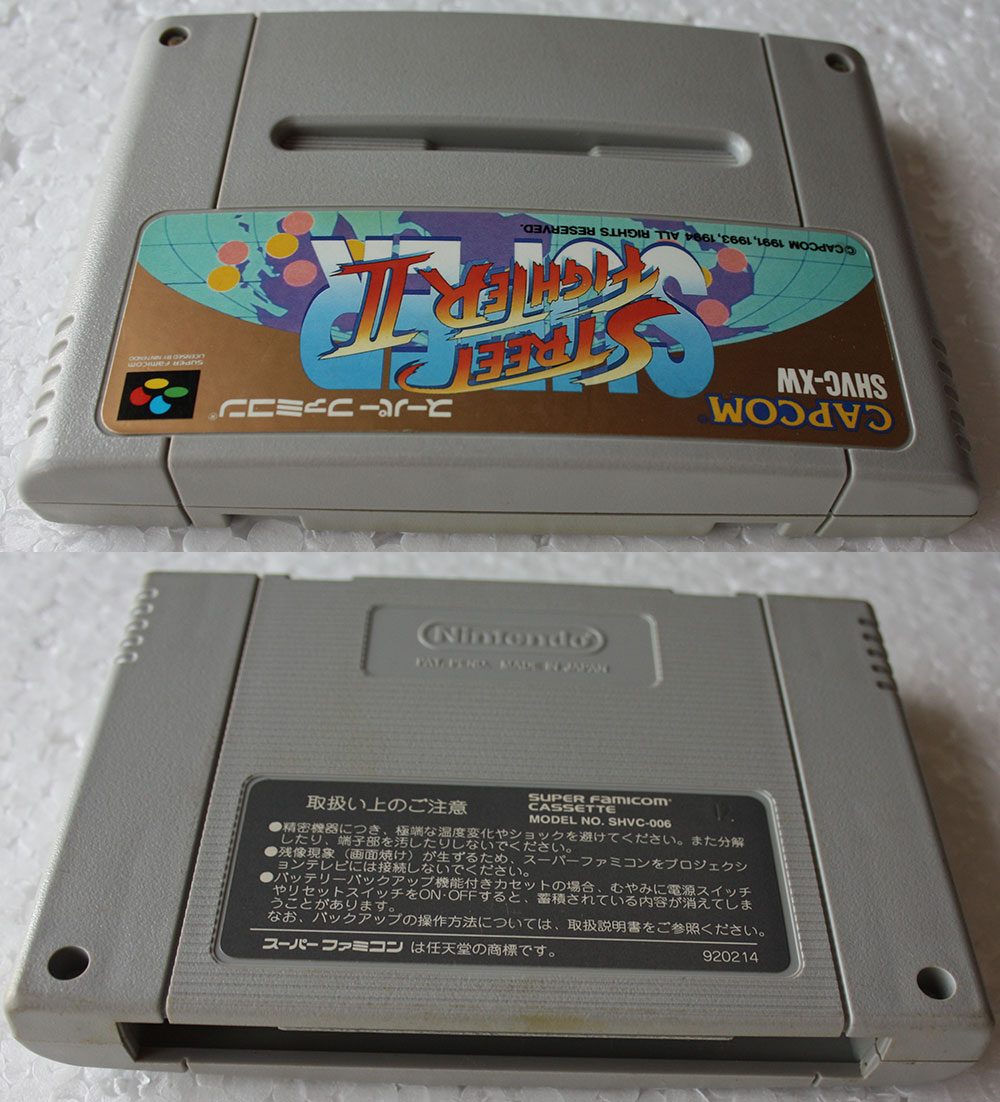 CAPCOM
SHVC-XW
スーパーファミコン®
SUPER
STREET
FIGHTER II
SUPER FAMICOM
LICENSED BY NINTENDO
©CAPCOM 1991,1993,1994 ALL RIGHTS RESERVED.
Nintendo®
PAT. PEND. MADE IN JAPAN
取扱い上のご注意
SUPER FAMICOM®
CASSETTE
MODEL NO. SHVC-006
●精密機器につき、極端な温度変化やショックを避けてください。また分解
したり、端子部を汚したりしないでください。
●残像現象（画面焼け）が生ずるため、スーパーファミコンをプロジェクシ
ョンテレビには接続しないでください。
●バッテリーバックアップ機能付きカセットの場合、むやみに電源スイッチ
やリセットスイッチをON·OFFすると、蓄積されている内容が消えてしま
うことがあります。
なお、バックアップの操作方法については、取扱説明書をご参照ください。
スーパーファミコン は任天堂の商標です。
920214